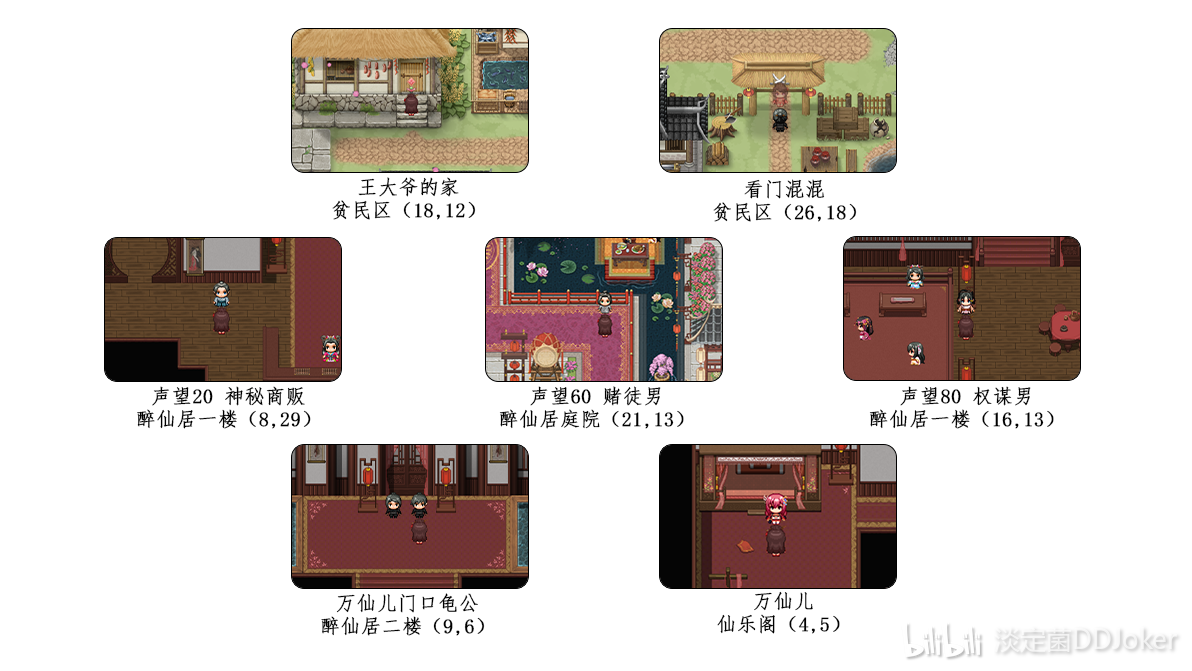 王大爷的家
贫民区（18,12）
看门混混
贫民区（26,18）
声望20 神秘商贩
醉仙居一楼（8,29）
声望60 赌徒男
醉仙居庭院（21,13）
声望80 权谋男
醉仙居一楼（16,13）
万仙儿门口龟公
醉仙居二楼（9,6）
万仙儿
仙乐阁（4,5）
bilibili 淡定菌DDJoker